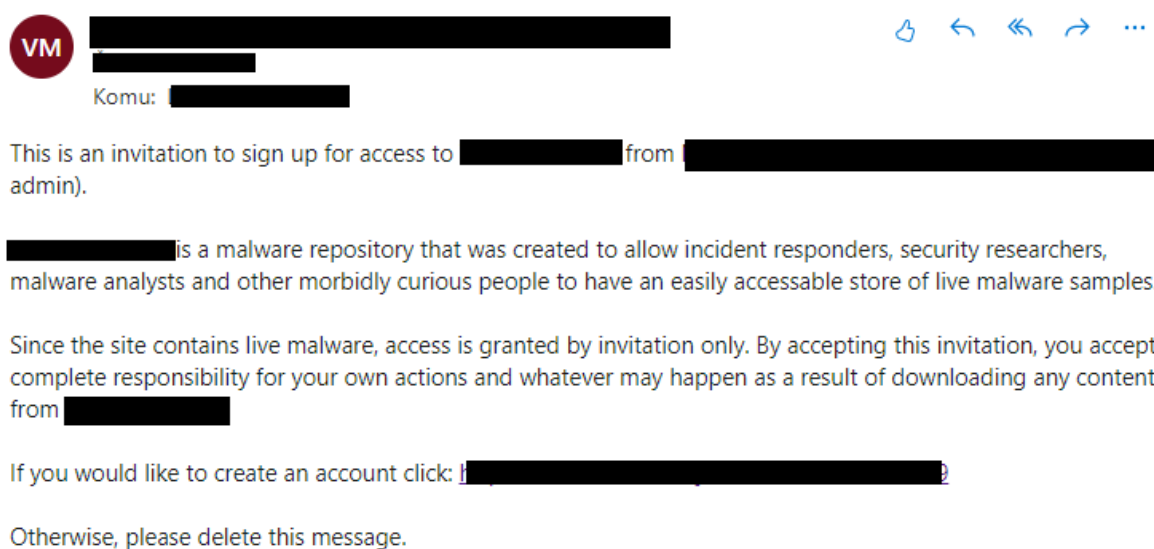 VM
Komu:
This is an invitation to sign up for access to from
admin).
is a malware repository that was created to allow incident responders, security researchers,
malware analysts and other morbidly curious people to have an easily accessable store of live malware samples
Since the site contains live malware, access is granted by invitation only. By accepting this invitation, you accept
complete responsibility for your own actions and whatever may happen as a result of downloading any content
from
If you would like to create an account click:
Otherwise, please delete this message.